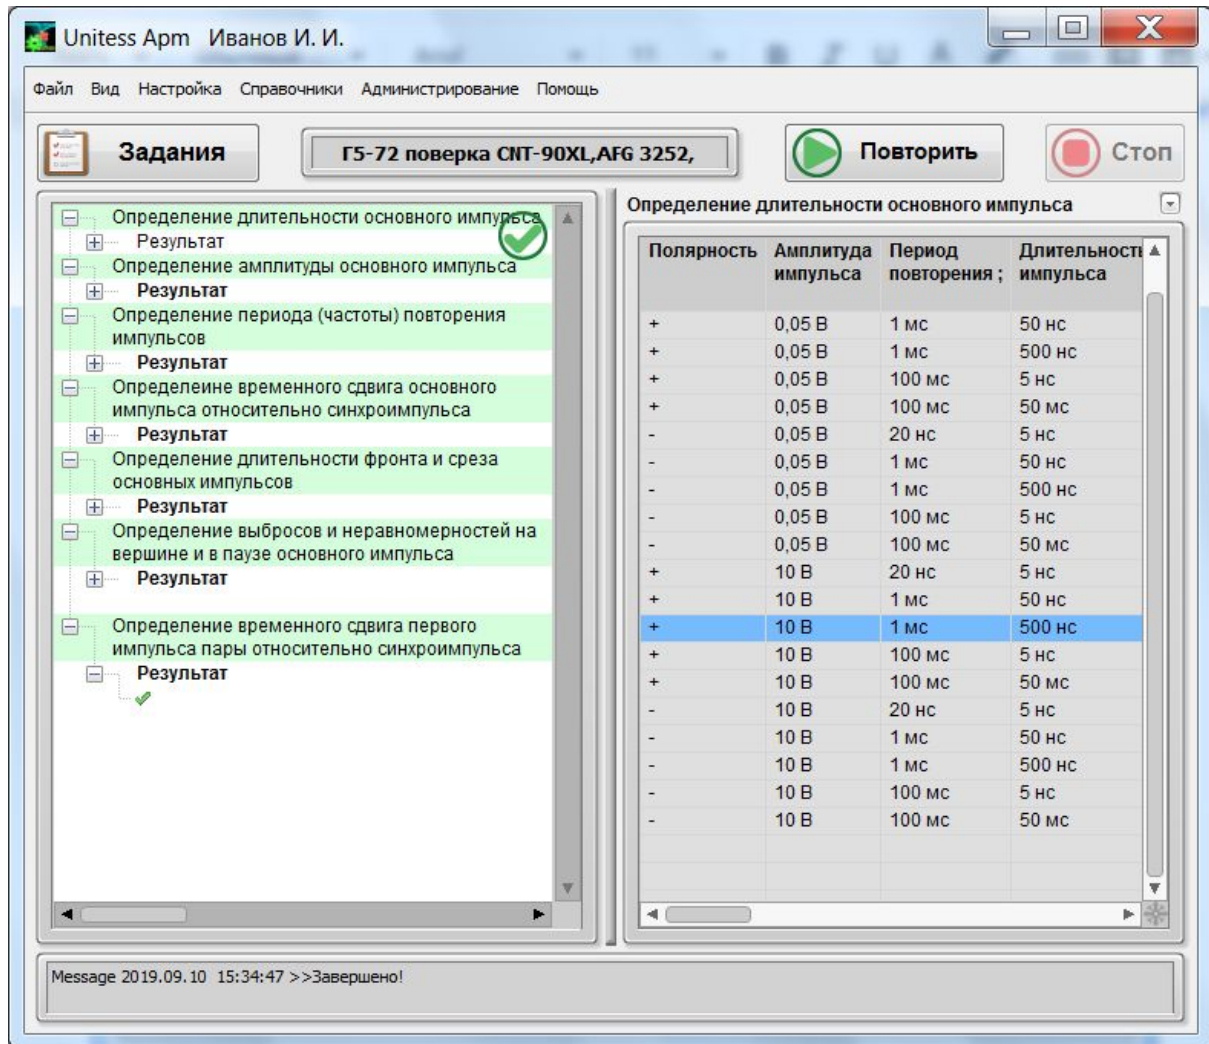 Unitess Apm Иванов И. И.
Файл Вид Настройка Справочники Администрирование Помощь
Задания
Г5-72 поверка CNT-90XL,AFG 3252,
Повторить
Стоп
Определение длительности основного импульса
Результат
Определение амплитуды основного импульса
Результат
Определение периода (частоты) повторения
импульсов
Результат
Определеине временного сдвига основного
импульса относительно синхроимпульса
Результат
Определение длительности фронта и среза
основных импульсов
Результат
Определение выбросов и неравномерностей на
вершине и в паузе основного импульса
Результат
Определение временного сдвига первого
импульса пары относительно синхроимпульса
Результат
Определение длительности основного импульса
Полярность Амплитуда Период Длительность
импульса повторения ; импульса
+ 0,05 В 1 мс 50 нс
+ 0,05 В 1 мс 500 нс
+ 0,05 В 100 мс 5 нс
+ 0,05 В 100 мс 50 мс
- 0,05 В 20 нс 5 нс
- 0,05 В 1 мс 50 нс
- 0,05 В 1 мс 500 нс
- 0,05 В 100 мс 5 нс
- 0,05 В 100 мс 50 мс
+ 10 В 20 нс 5 нс
+ 10 В 1 мс 50 нс
+ 10 В 1 мс 500 нс
+ 10 В 100 мс 5 нс
+ 10 В 100 мс 50 мс
- 10 В 20 нс 5 нс
- 10 В 1 мс 50 нс
- 10 В 1 мс 500 нс
- 10 В 100 мс 5 нс
- 10 В 100 мс 50 мс
Message 2019.09.10 15:34:47 >>Завершено!